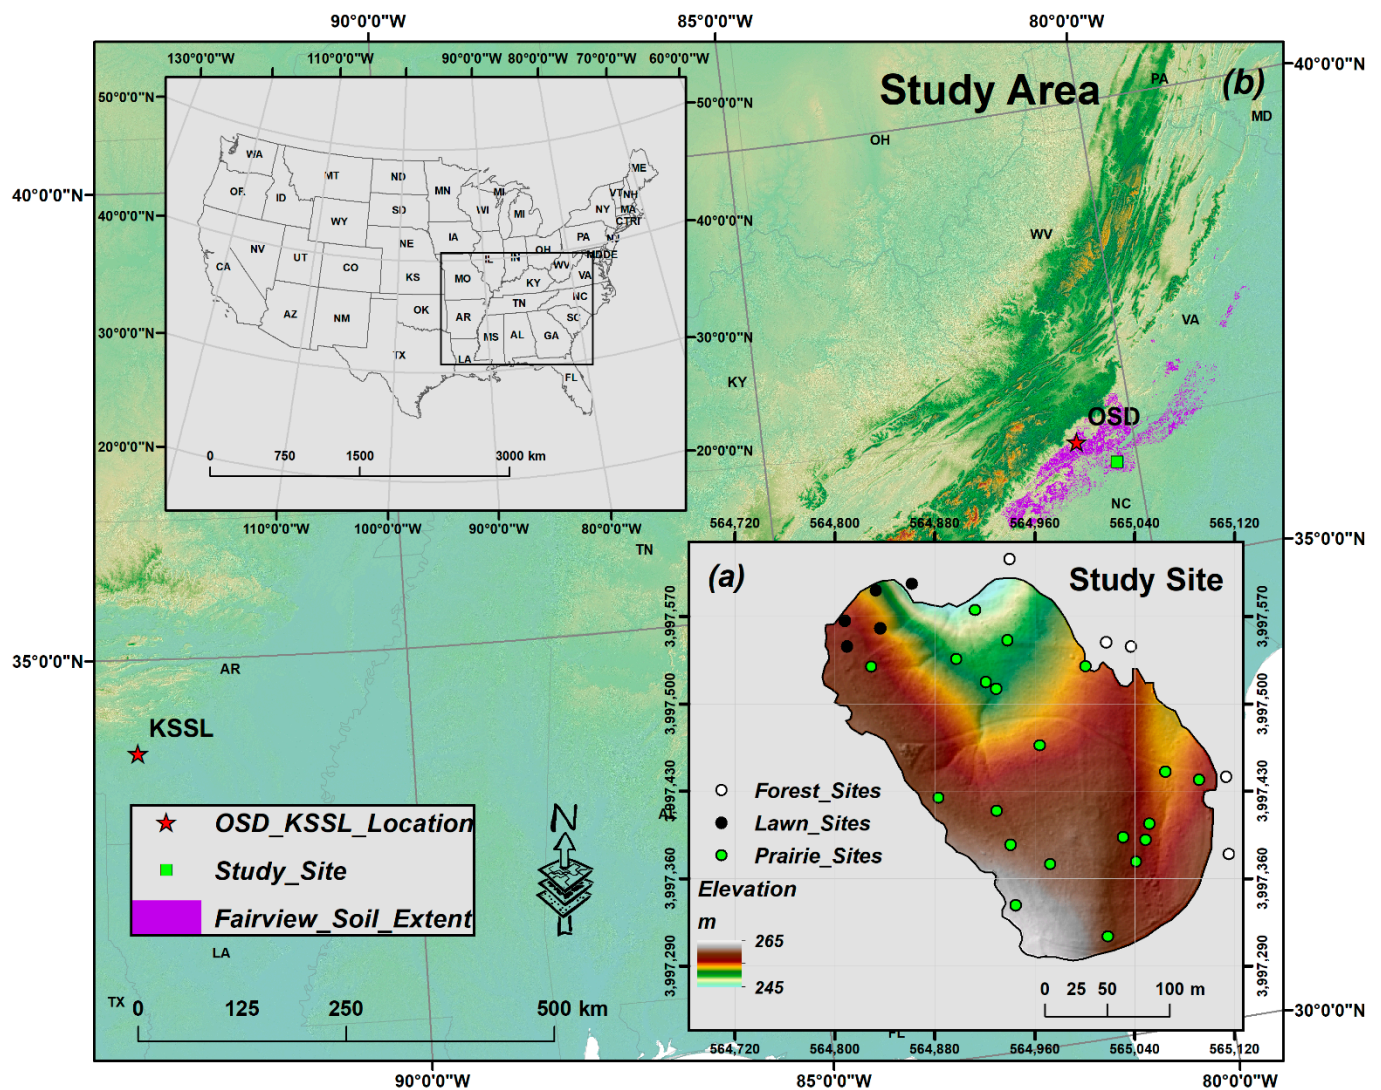 90°0'0"W 85°0'0"W 80°0'0"W
130°0'0"W 110°0'0"W 90°0'0"W 80°0'0"W 70°0'0"W 60°0'0"W
Study Area (b)
50°0'0"N
40°0'0"N
30°0'0"N
20°0'0"N
50°0'0"N
40°0'0"N
30°0'0"N
20°0'0"N
110°0'0"W 100°0'0"W 90°0'0"W 80°0'0"W
WA MT ND MN MI ME
ID WY SD WI MI NY VT NH MA
CT RI
NV UT CO NE IA OH PA
IN WV MD DE
CA KS MO KY VA
AZ NM OK AR TN NC SC
TX LA MS AL GA
FL
0 750 1500 3000 km
40°0'0"N
35°0'0"N
40°0'0"N
35°0'0"N
30°0'0"N
PA
MD
OH
WV
VA
KY
OSD
NC
TN
AR
KSSL
OSD_KSSL_Location
Study_Site
Fairview_Soil_Extent
N
LA
TX
0 125 250 500 km
FL
564,720 564,800 564,880 564,960 565,040 565,120
(a) Study Site
3,997,570
3,997,500
3,997,430
3,997,360
3,997,290
3,997,570
3,997,500
3,997,430
3,997,360
3,997,290
Forest_Sites
Lawn_Sites
Prairie_Sites
Elevation
m
265
245
0 25 50 100 m
564,720 564,800 564,880 564,960 565,040 565,120
90°0'0"W 85°0'0"W 80°0'0"W